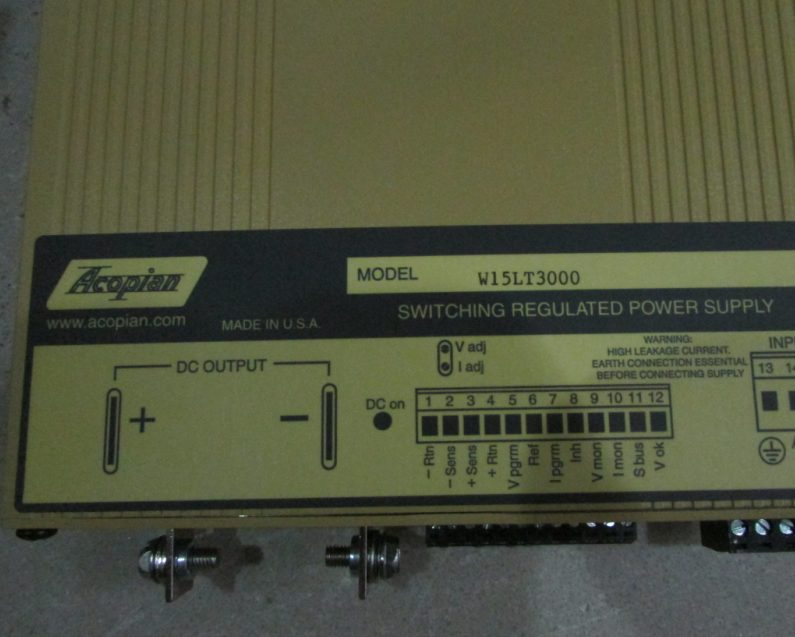 Acopian
MODEL W15LT3000
www.acopian.com MADE IN U.S.A. SWITCHING REGULATED POWER SUPPLY
DC OUTPUT
+ −
V adj
I adj
WARNING:
HIGH LEAKAGE CURRENT.
EARTH CONNECTION ESSENTIAL
BEFORE CONNECTING SUPPLY
DC on
1 2 3 4 5 6 7 8 9 10 11 12
− Rtn
− Sens
+ Sens
+ Rtn
V pgrm
Ref
I pgrm
Inh
V mon
I mon
S bus
V ok
INP
13 14